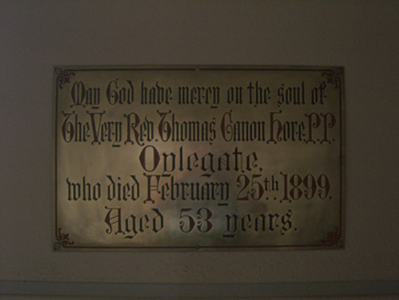 May God have mercy on the soul of
The Very Rev Thomas Canon Hore, P.P.
Oylegate,
who died February 25th. 1899.
Aged 53 years.